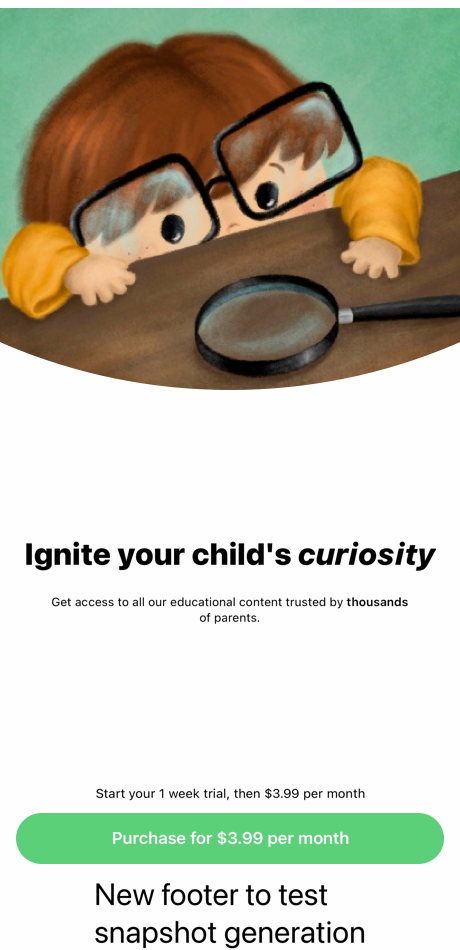 Ignite your child's curiosity
Get access to all our educational content trusted by thousands
of parents.
Start your 1 week trial, then $3.99 per month
Purchase for $3.99 per month
New footer to test
snapshot generation